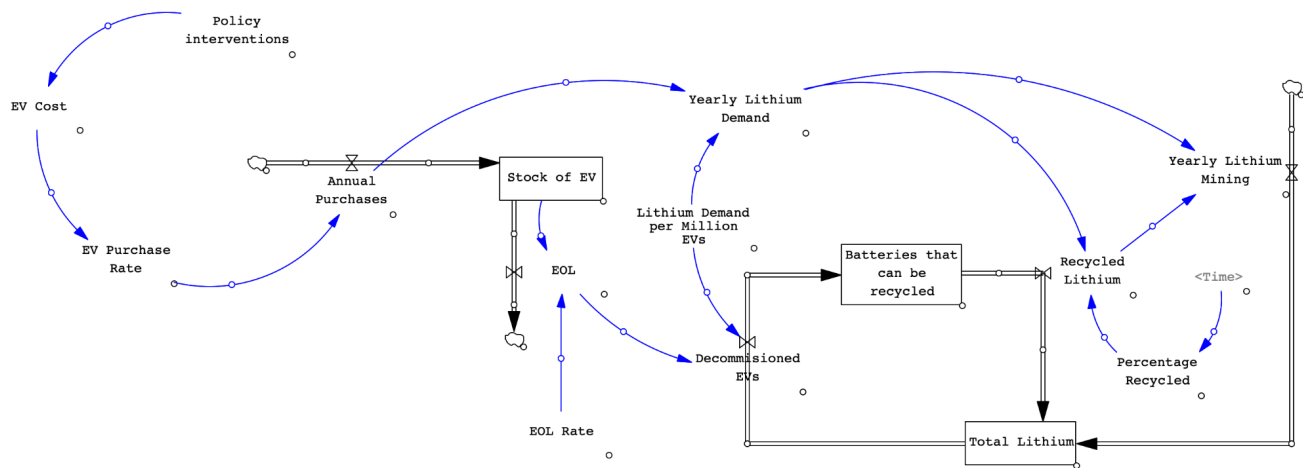 Policy
interventions
EV Cost
EV Purchase
Rate
Annual
Purchases
Stock of EV
EOL
EOL Rate
Yearly Lithium
Demand
Lithium Demand
per Million
EVs
Decommisioned
EVs
Batteries that
can be
recycled
Total Lithium
Yearly Lithium
Mining
Recycled
Lithium
<Time>
Percentage
Recycled